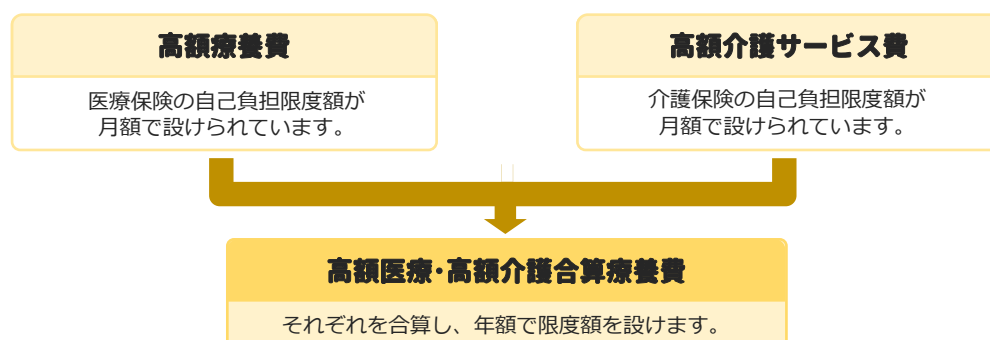 高額療養費
医療保険の自己負担限度額が
月額で設けられています。
高額介護サービス費
介護保険の自己負担限度額が
月額で設けられています。
高額医療・高額介護合算療養費
それぞれを合算し、年額で限度額を設けます。